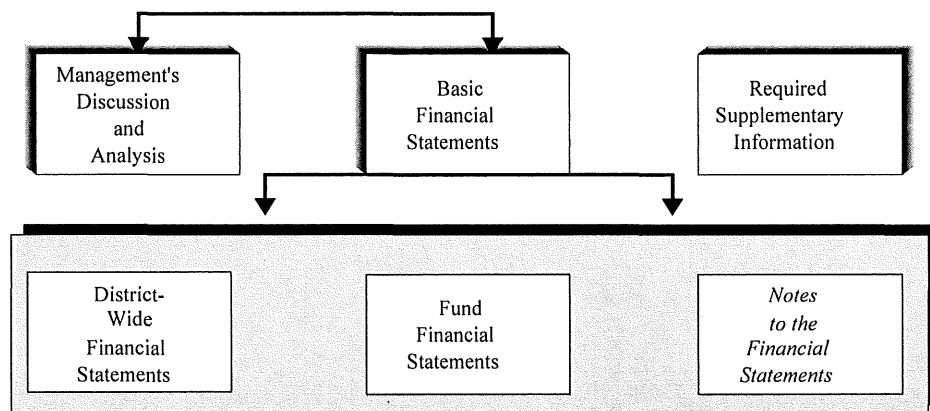 Management's
Discussion
and
Analysis
Basic
Financial
Statements
Required
Supplementary
Information
District-
Wide
Financial
Statements
Fund
Financial
Statements
Notes
to the
Financial
Statements